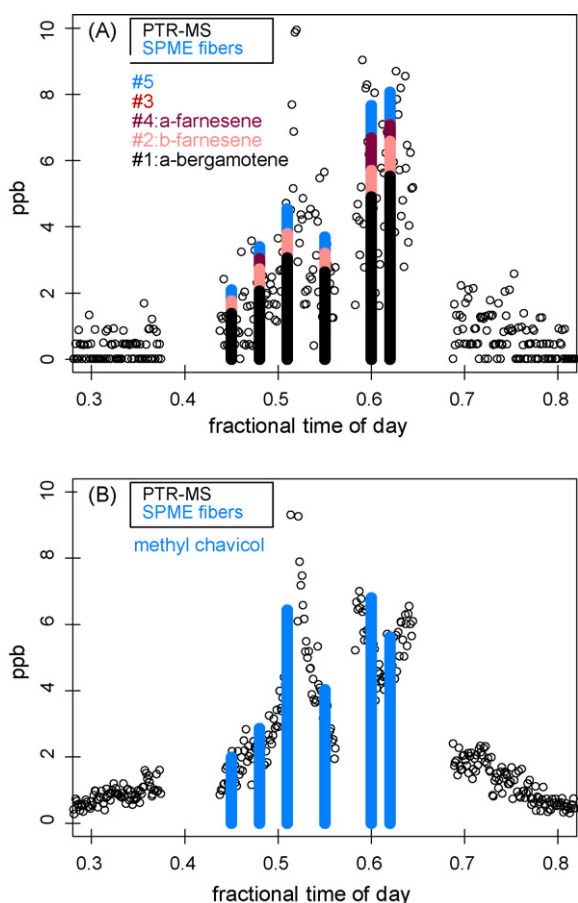 (A)
PTR-MS
SPME fibers
#5
#3
#4:a-farnesene
#2:b-farnesene
#1:a-bergamotene
10
8
6
4
2
0
ppb
0.3 0.4 0.5 0.6 0.7 0.8
fractional time of day
(B)
PTR-MS
SPME fibers
methyl chavicol
10
8
6
4
2
0
ppb
0.3 0.4 0.5 0.6 0.7 0.8
fractional time of day